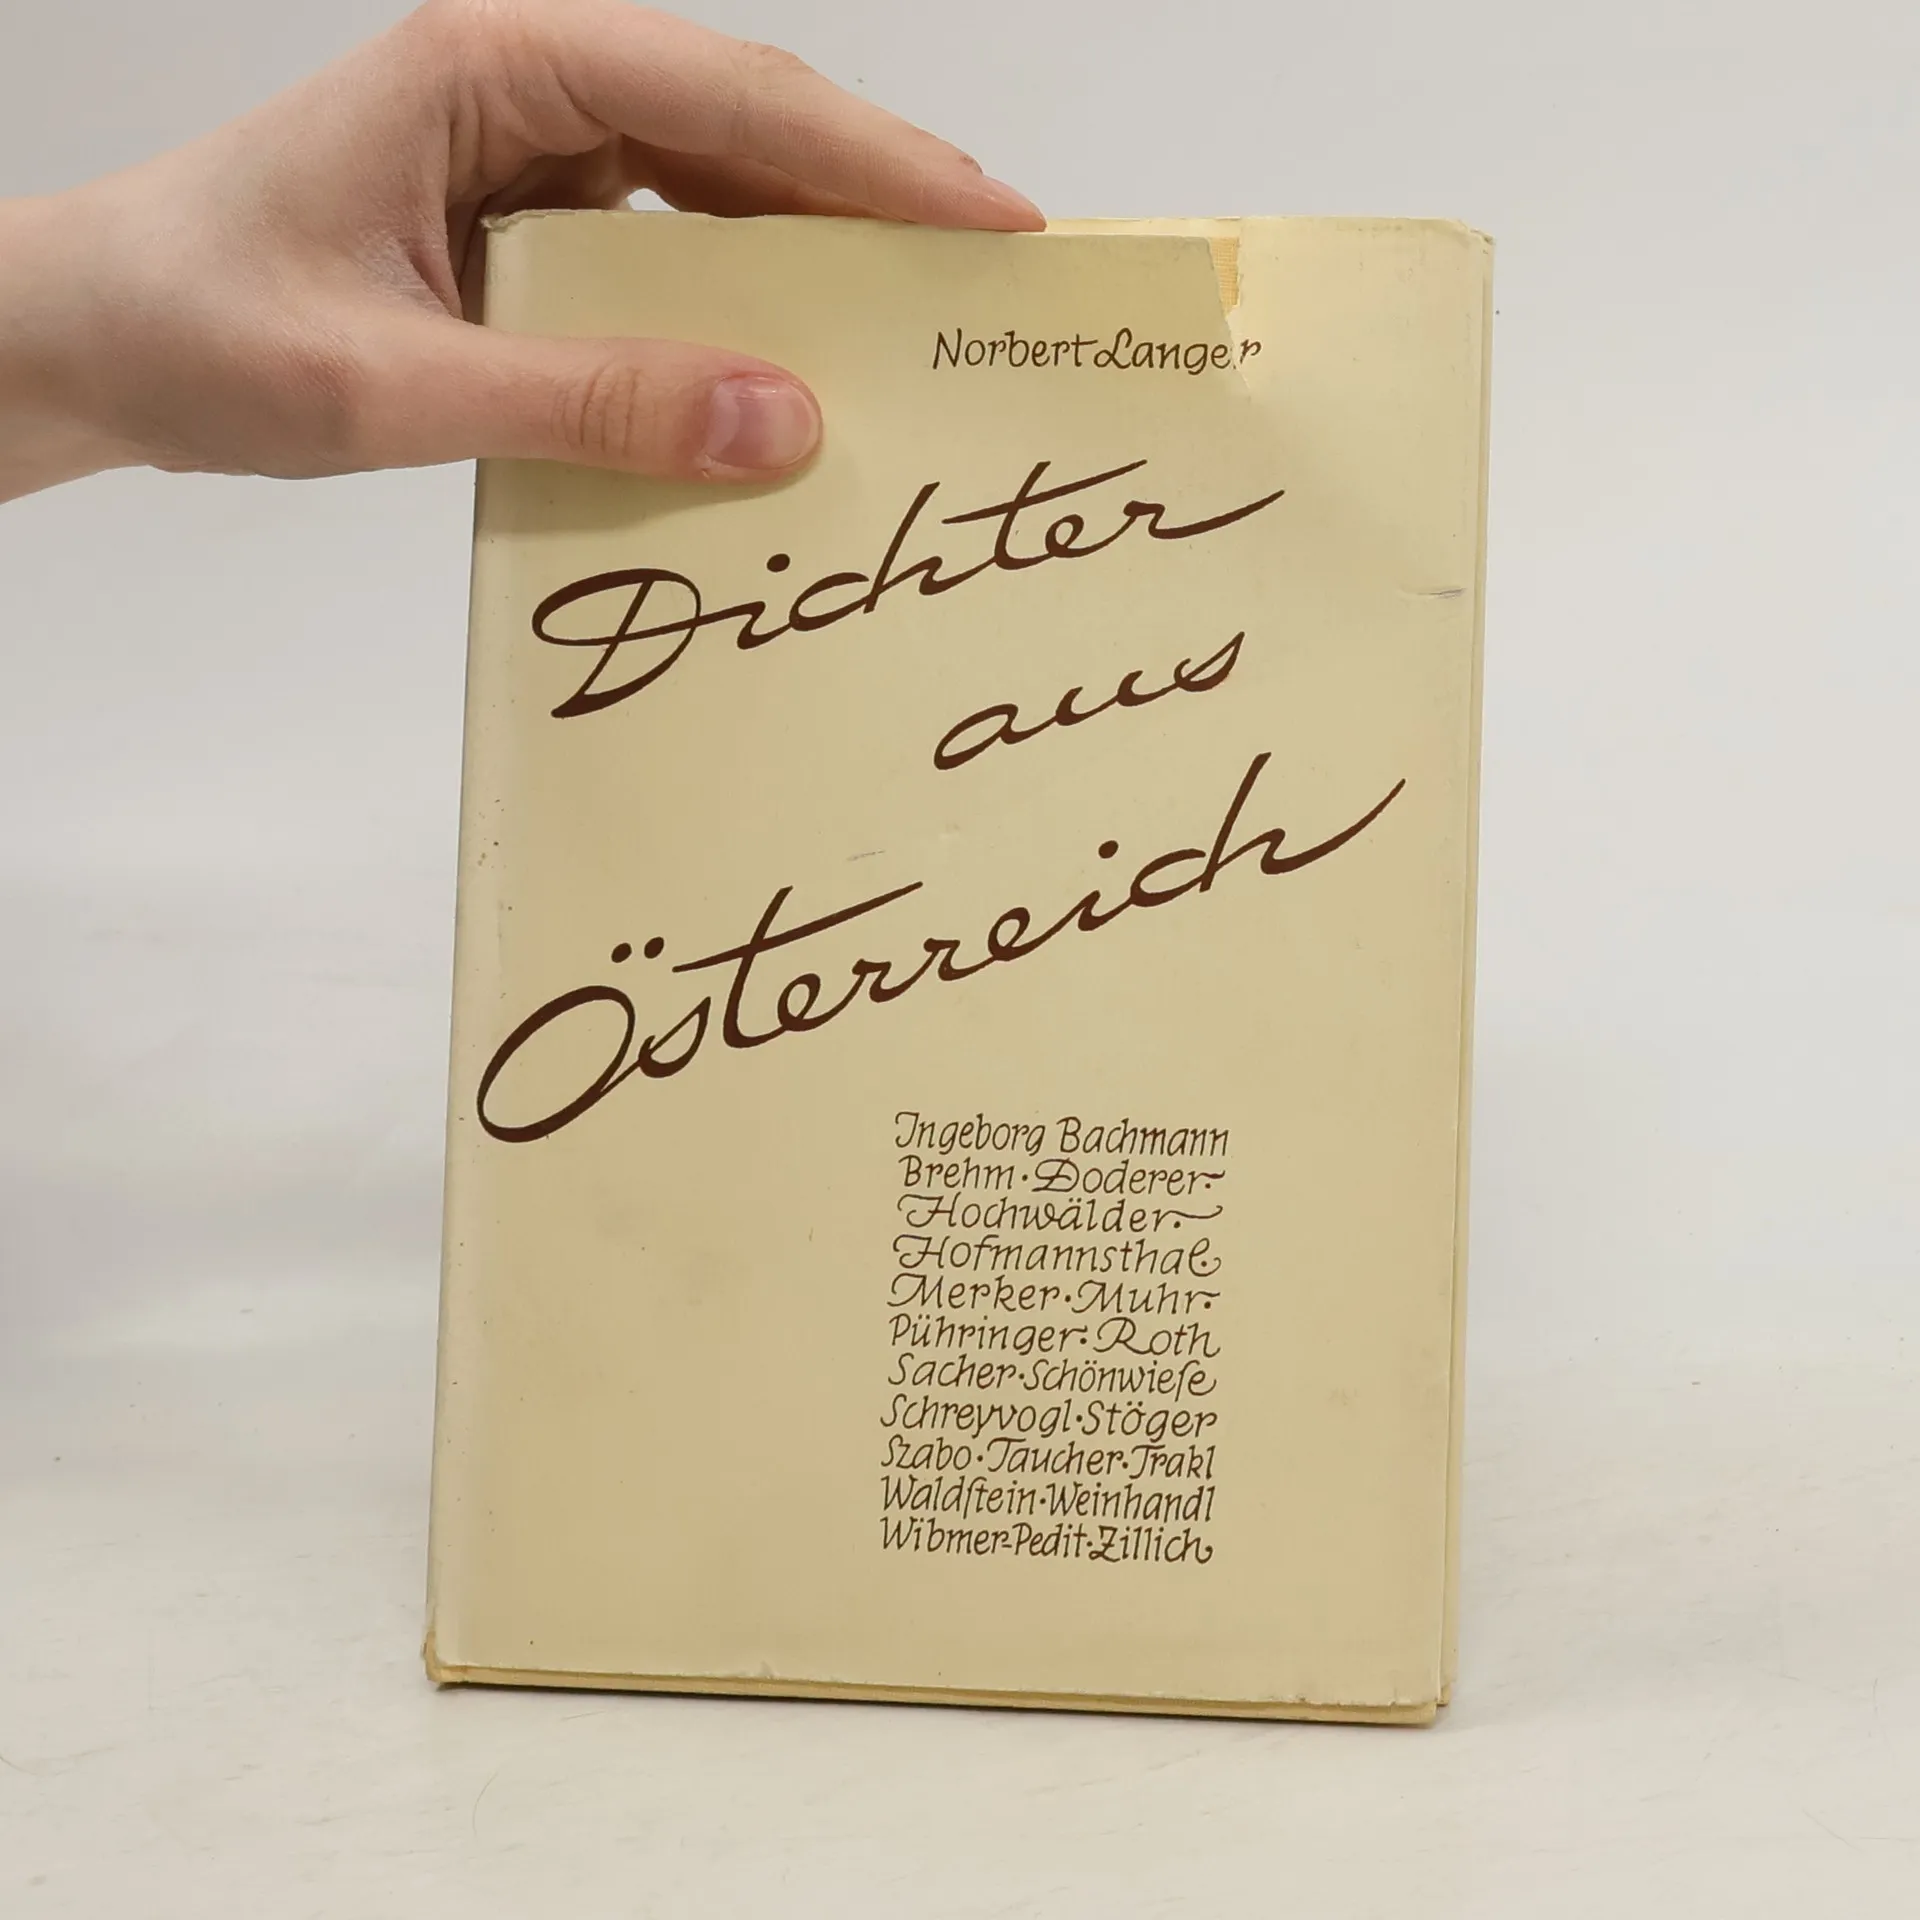 Norbert Langer
Dichter
aus
Österreich
Ingeborg Bachmann
Brehm · Doderer ·
Hochwälder ·
Hofmannsthal ·
Merker · Muhr ·
Pühringer · Roth
Sacher · Schönwieſe
Schreyvogl · Stöger
Szabo · Taucher · Trakl
Waldſtein · Weinhandl
Wibmer-Pedit · Zillich